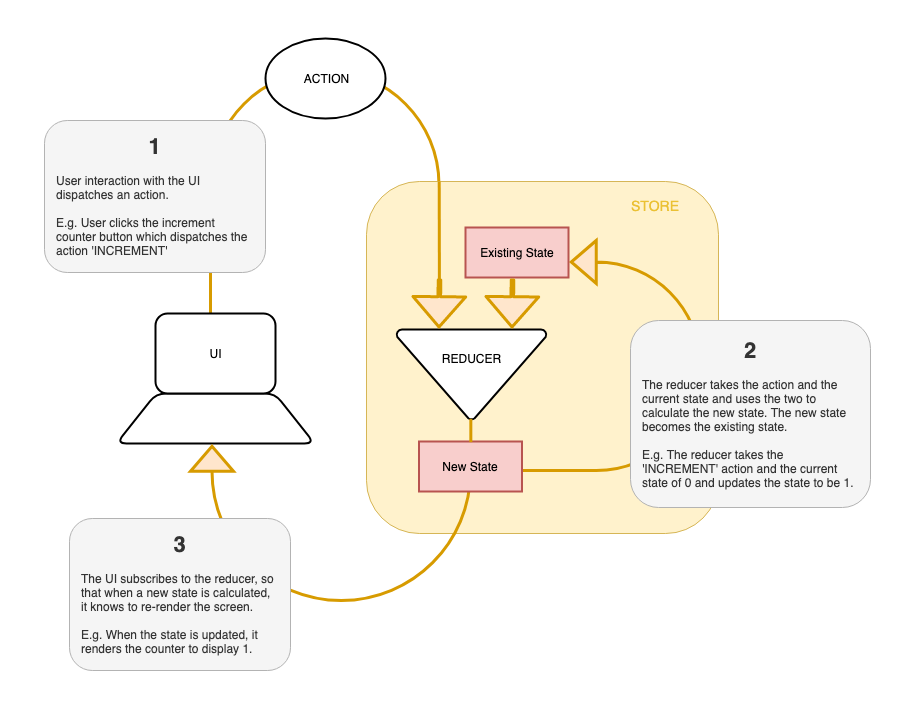 ACTION
1
User interaction with the UI
dispatches an action.
E.g. User clicks the increment
counter button which dispatches the
action 'INCREMENT'
STORE
Existing State
UI
REDUCER
2
The reducer takes the action and the
current state and uses the two to
calculate the new state. The new state
becomes the existing state.
E.g. The reducer takes the
'INCREMENT' action and the current
state of 0 and updates the state to be 1.
New State
3
The UI subscribes to the reducer, so
that when a new state is calculated,
it knows to re-render the screen.
E.g. When the state is updated, it
renders the counter to display 1.